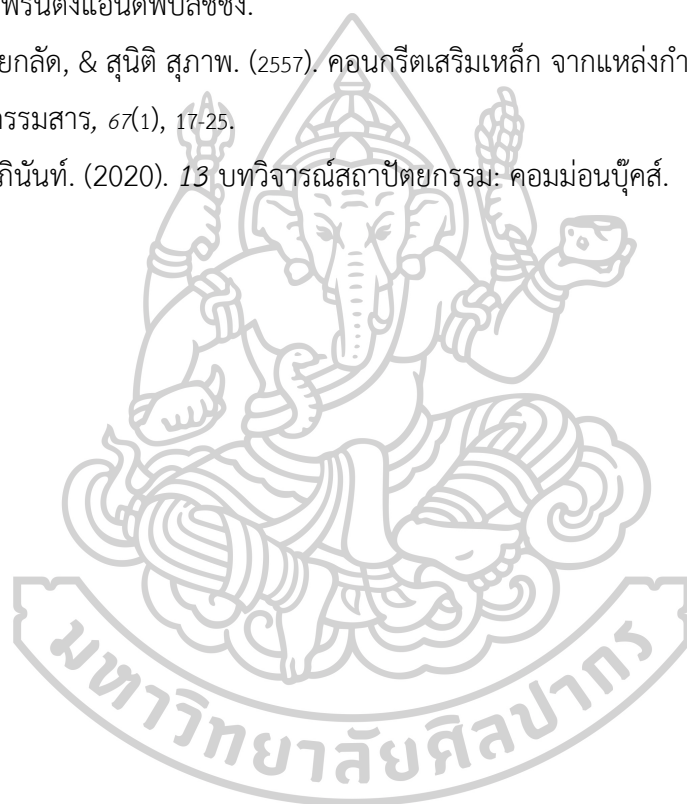 พรินติ้งแอนด์พับลิชชิ่ง.
ยกลัด, & สุนิติ สุภาพ. (2557). คอนกรีตเสริมเหล็ก จากแหล่งกำ
กรรมสาร, 67(1), 17-25.
ภินันท์. (2020). 13 บทวิจารณ์สถาปัตยกรรม: คอมม่อนบุ๊คส์.
มหาวิทยาลัยศิลปากร